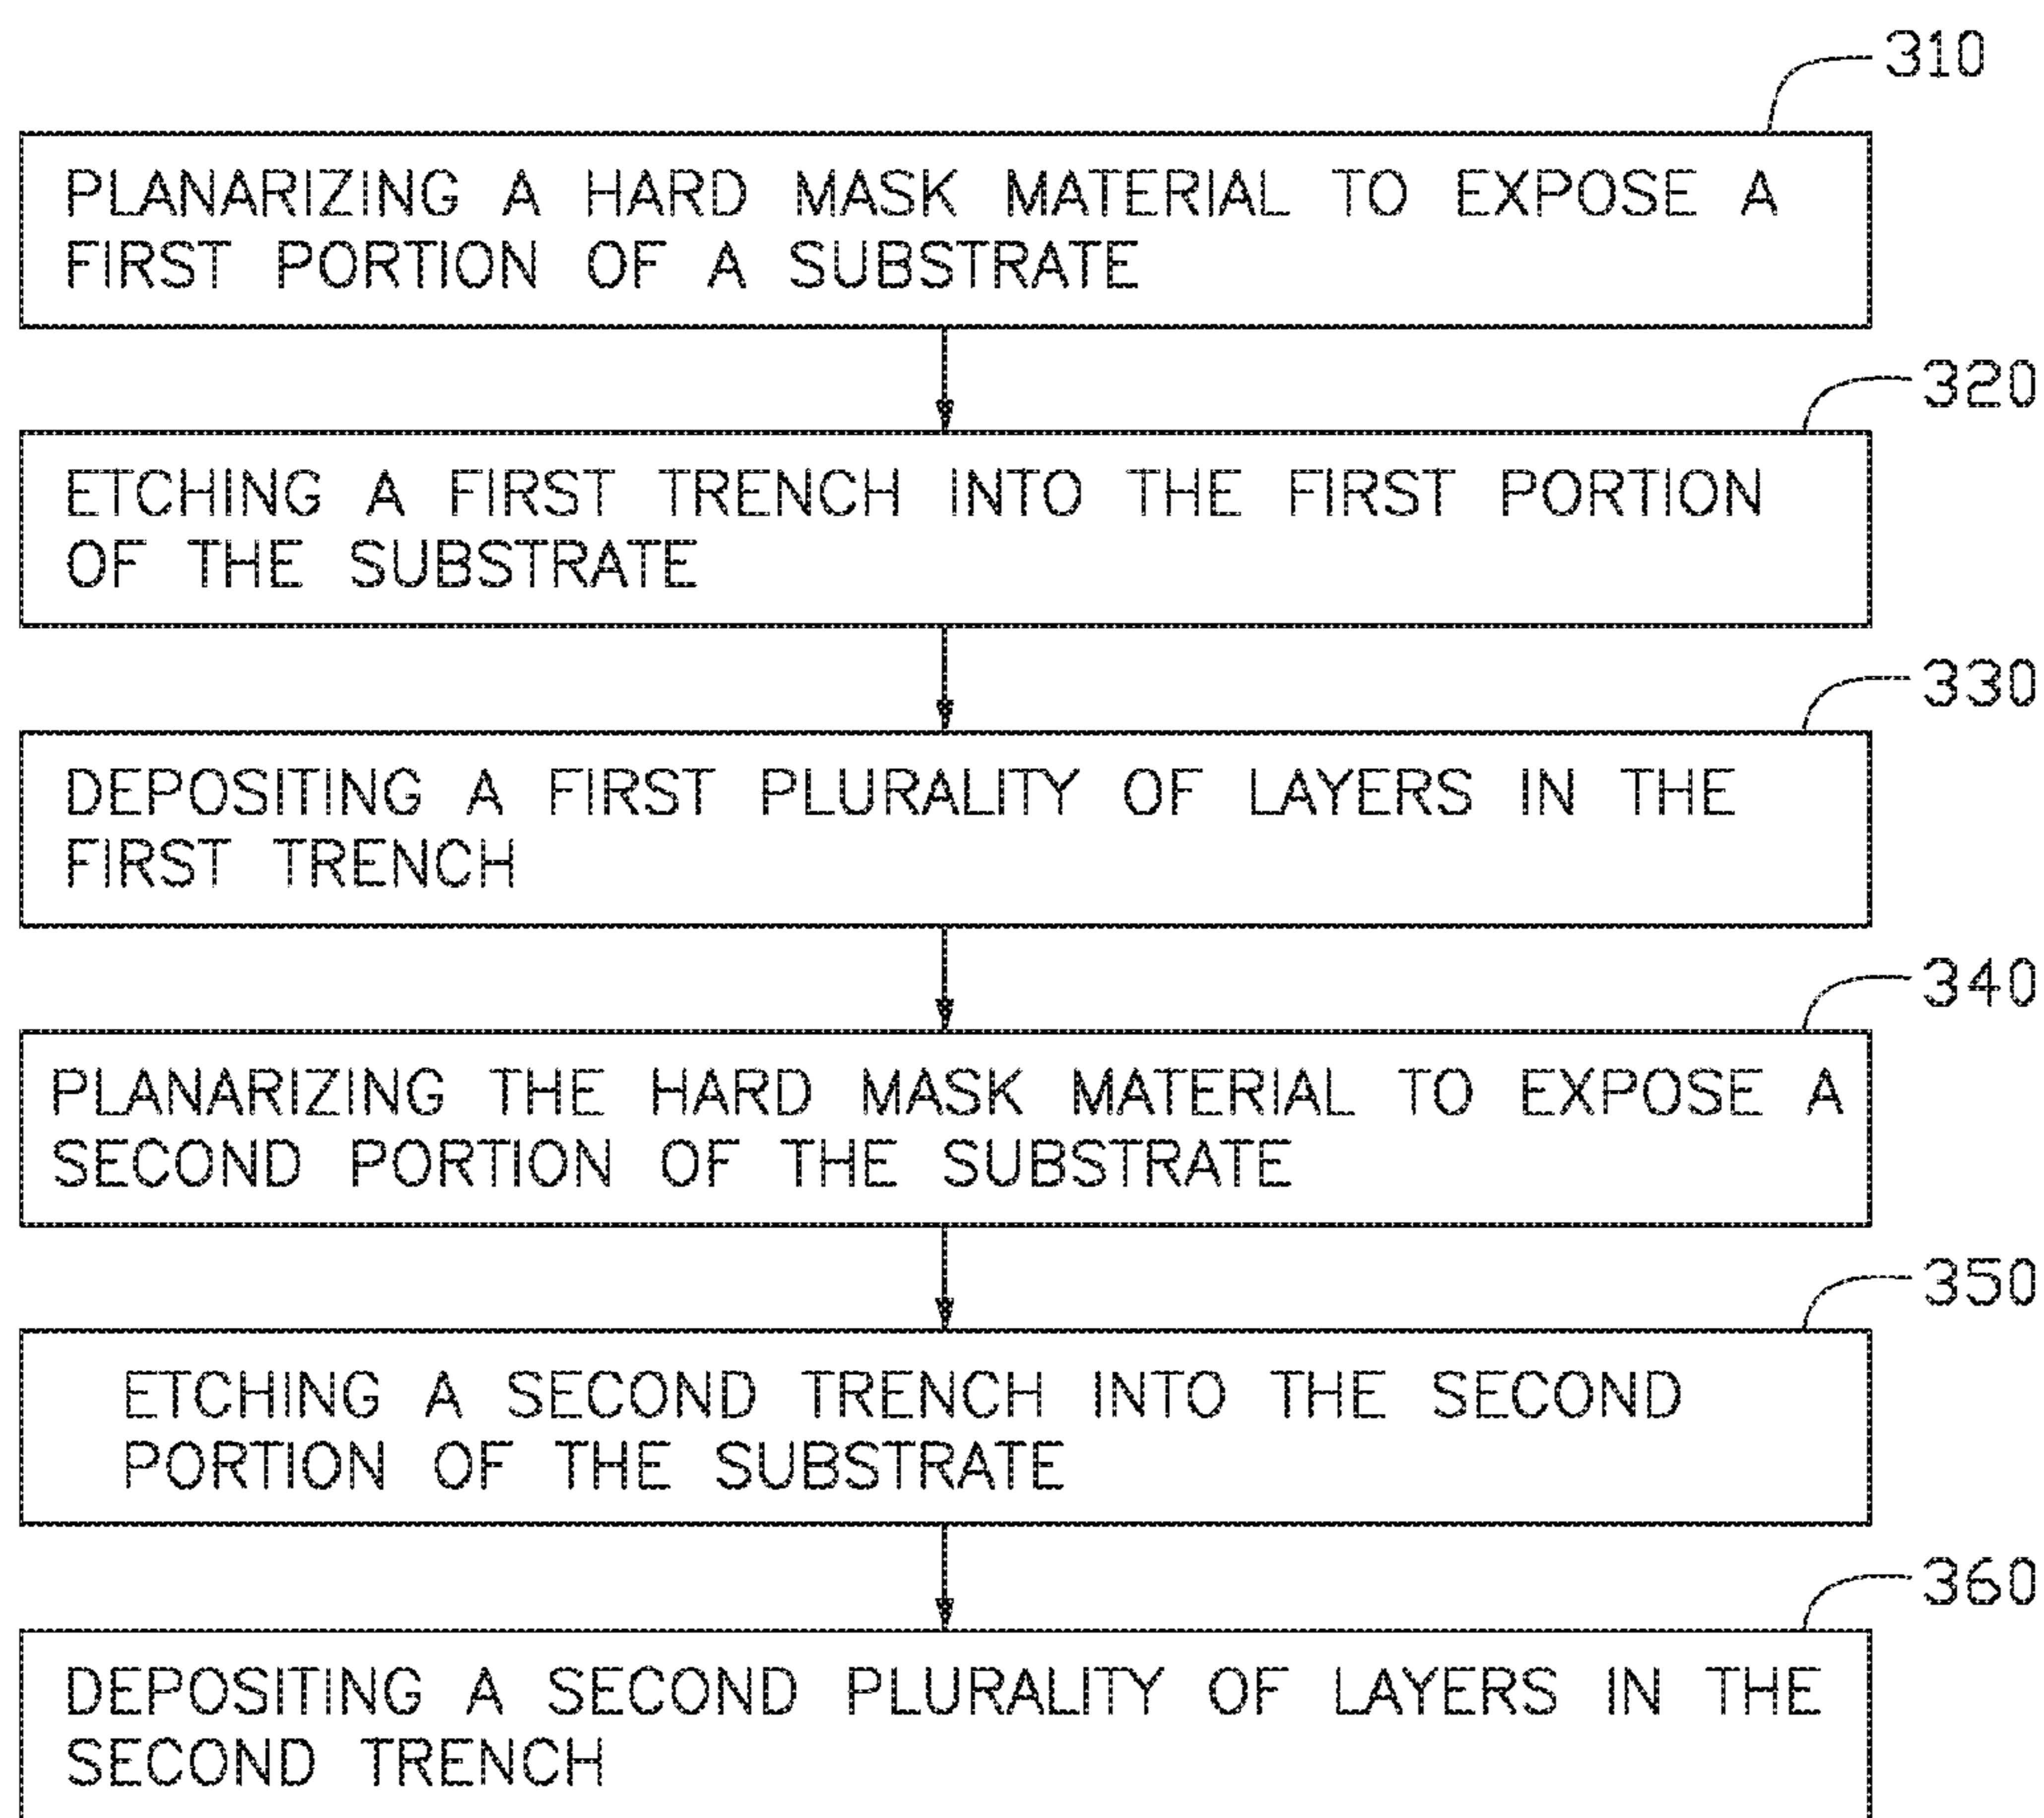 310
PLANARIZING A HARD MASK MATERIAL TO EXPOSE A
FIRST PORTION OF A SUBSTRATE
320
ETCHING A FIRST TRENCH INTO THE FIRST PORTION
OF THE SUBSTRATE
330
DEPOSITING A FIRST PLURALITY OF LAYERS IN THE
FIRST TRENCH
340
PLANARIZING THE HARD MASK MATERIAL TO EXPOSE A
SECOND PORTION OF THE SUBSTRATE
350
ETCHING A SECOND TRENCH INTO THE SECOND
PORTION OF THE SUBSTRATE
360
DEPOSITING A SECOND PLURALITY OF LAYERS IN THE
SECOND TRENCH